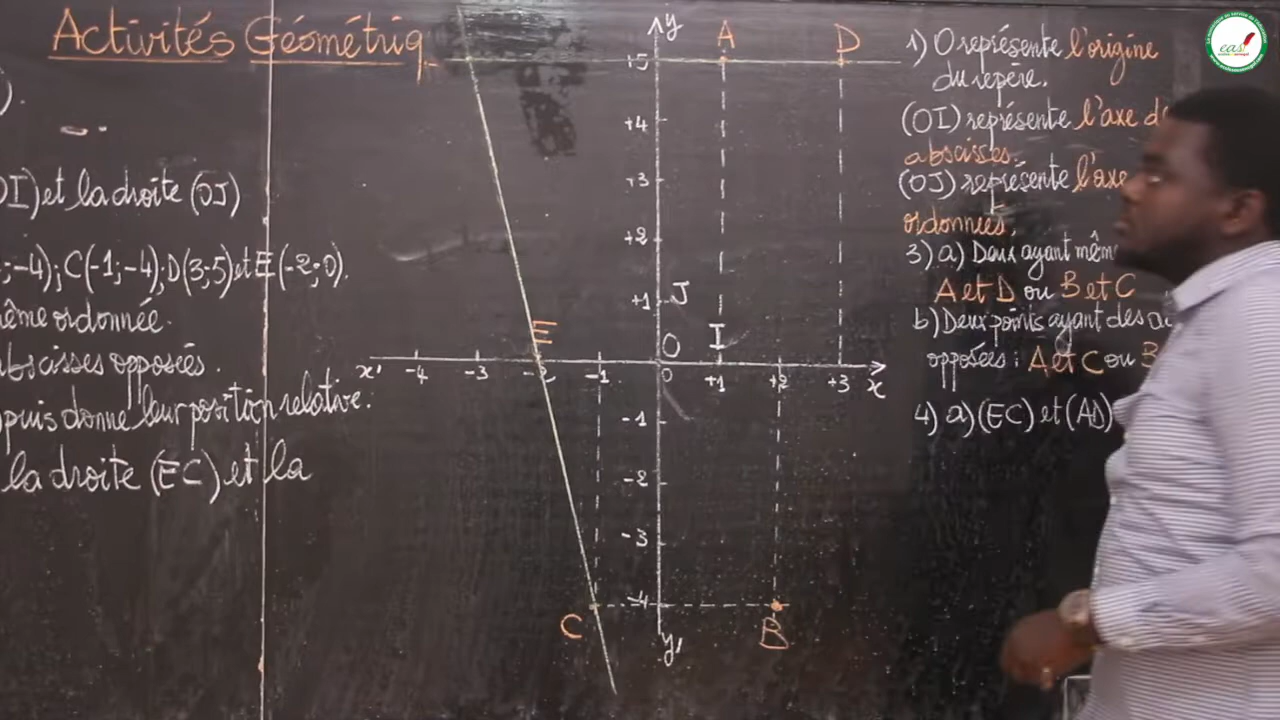 Activités Géométriq
).
OI) et la droite (OJ)
;-4); C(-1;-4); D(3;5) et E(-2;0).
ême ordonnée.
abscisses opposées.
puis donne leur position relative.
la droite (EC) et la
y
A
D
+5
+4
+3
+2
+1 J
E
O I
x' -4 -3 -2 -1 0 +1 +2 +3 x
-1
-2
-3
-4
C
B
y'
1) O représente l'origine
du repère.
(OI) représente l'axe d
abscisses.
(OJ) représente l'axe
ordonnées.
3) a) Deux ayant mêm
A et D ou B et C
b) Deux points ayant des
opposées : A et C ou B
4) a) (EC) et (AD)
eas